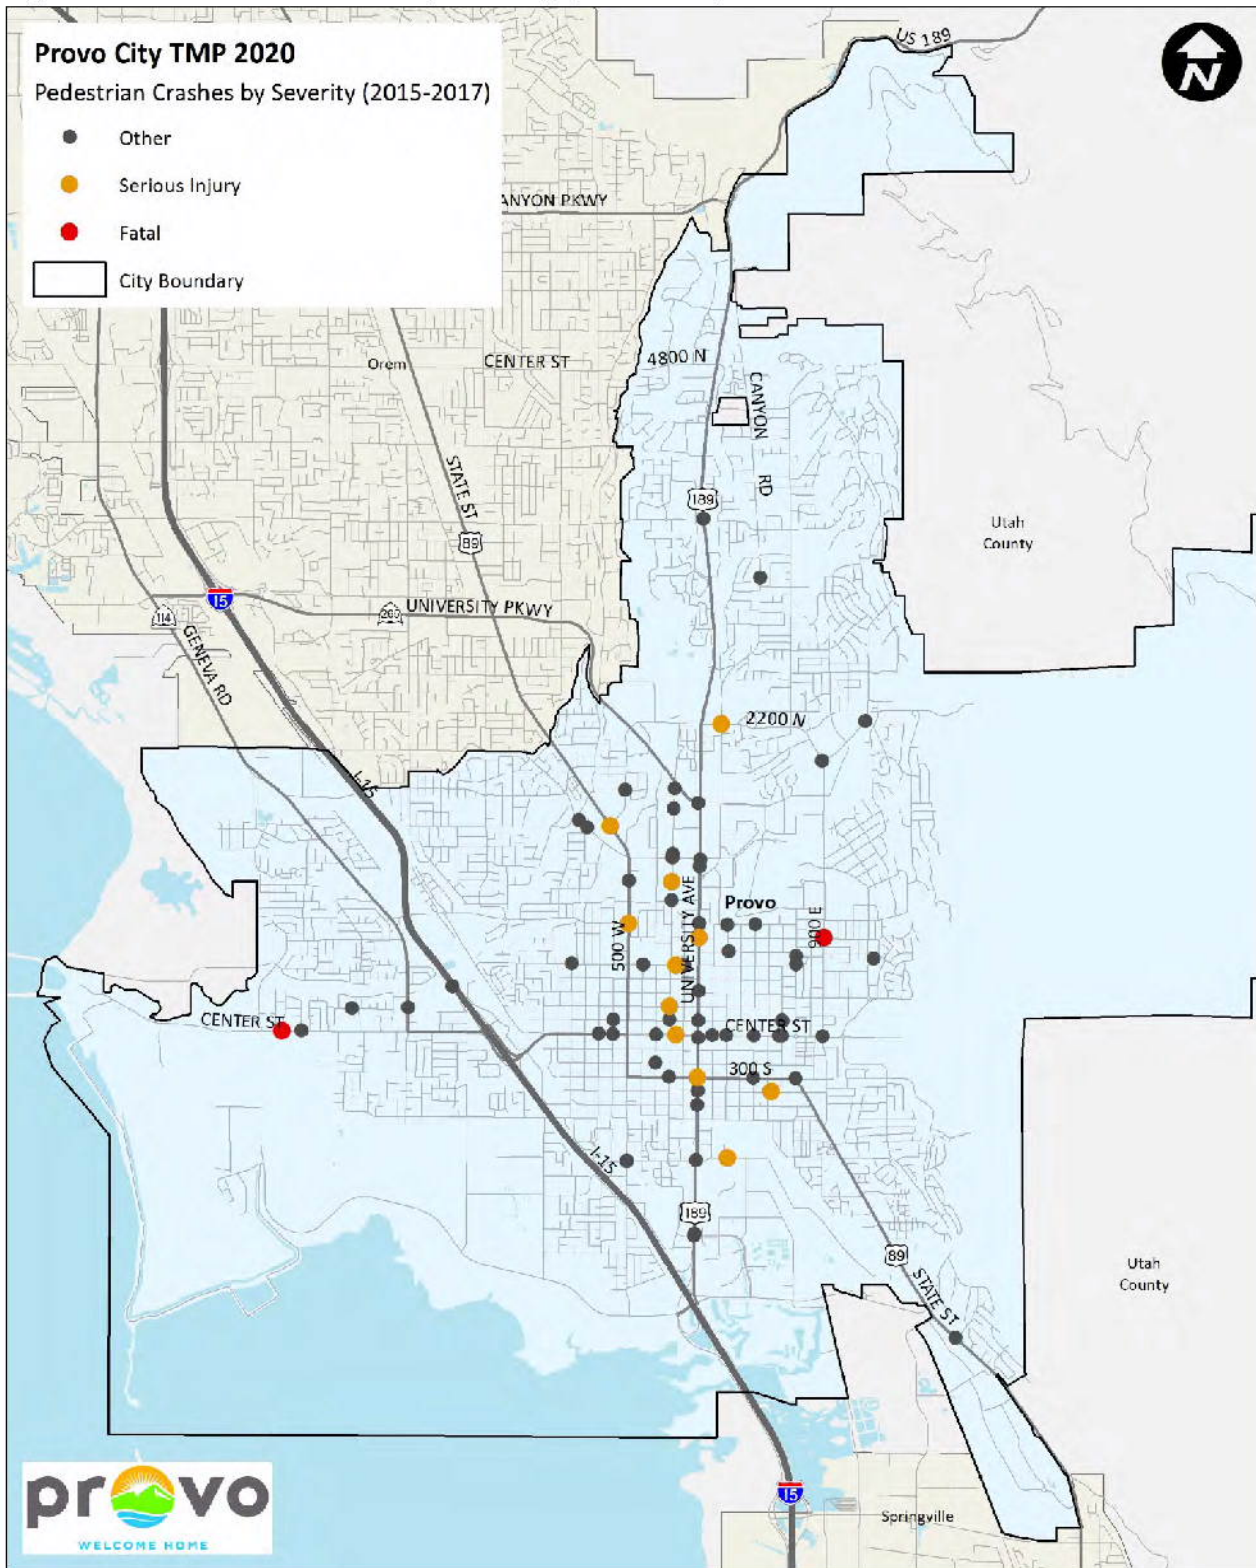 Provo City TMP 2020
Pedestrian Crashes by Severity (2015-2017)
Other
Serious Injury
Fatal
City Boundary
N
US 189
ANYON PKWY
Orem
CENTER ST
4800 N
CANYON RD
STATE ST
189
89
Utah
County
15
UNIVERSITY PKWY
265
114
GENEVA RD
2200 N
I-15
UNIVERSITY AVE
Provo
900 E
500 W
CENTER ST
CENTER ST
300 S
I-15
189
89
STATE ST
Utah
County
15
Springville
provo
WELCOME HOME